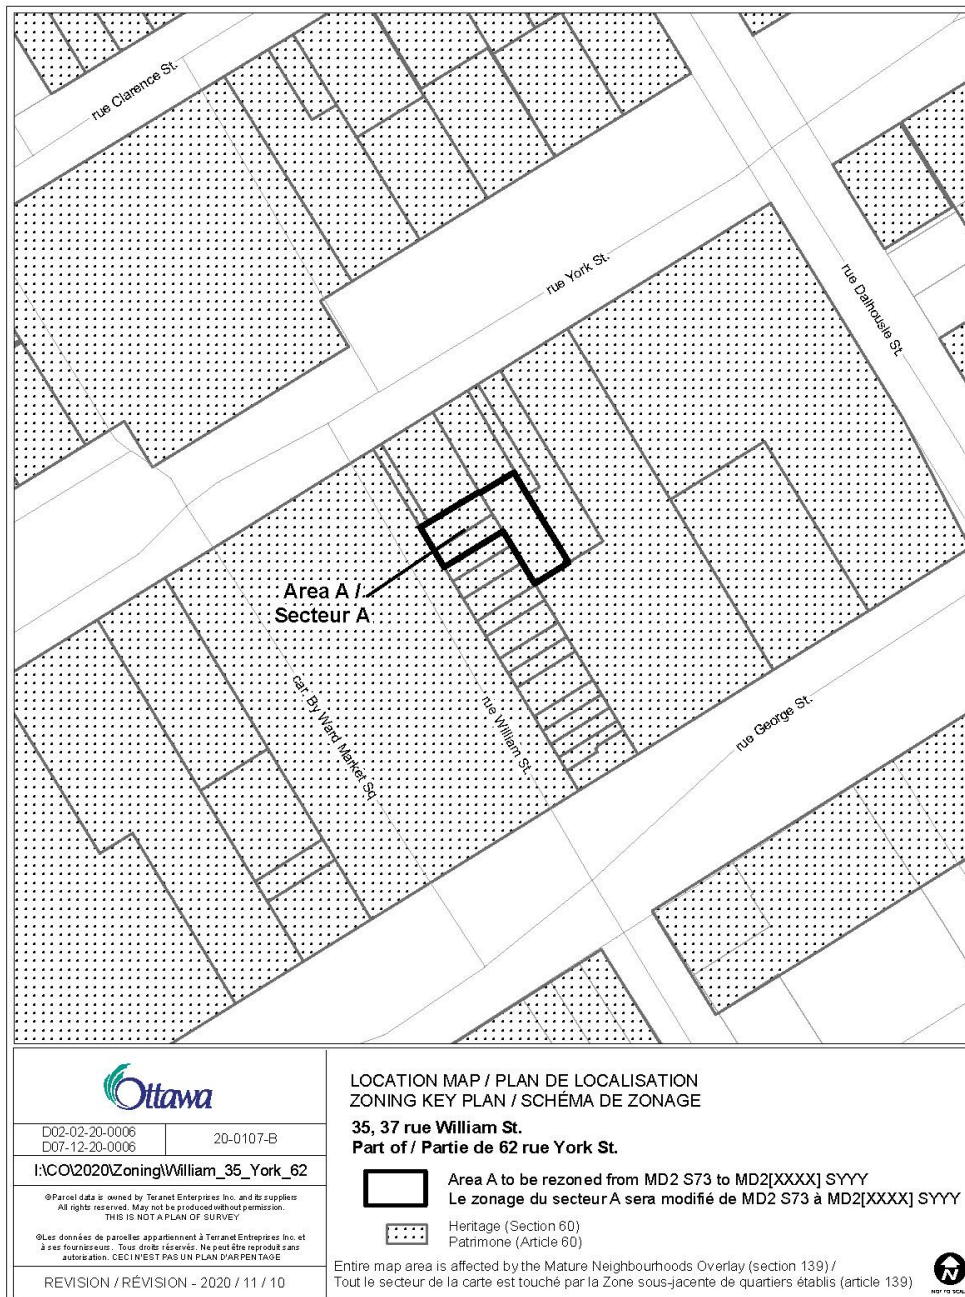 rue Clarence St.
rue York St.
rue Dalhousie St.
Area A /
Secteur A
car. By Ward Market Sq
rue William St.
rue George St.
Ottawa
D02-02-20-0006
D07-12-20-0006
20-0107-B
I:\CO\2020\Zoning\William_35_York_62
©Parcel data is owned by Teranet Enterprises Inc. and its suppliers
All rights reserved. May not be produced without permission.
THIS IS NOT A PLAN OF SURVEY
©Les données de parcelles appartiennent à Teranet Entreprises Inc. et
à ses fournisseurs. Tous droits réservés. Ne peut être reproduit sans
autorisation. CECI N'EST PAS UN PLAN D'ARPENTAGE
REVISION / RÉVISION - 2020 / 11 / 10
LOCATION MAP / PLAN DE LOCALISATION
ZONING KEY PLAN / SCHÉMA DE ZONAGE
35, 37 rue William St.
Part of / Partie de 62 rue York St.
Area A to be rezoned from MD2 S73 to MD2[XXXX] SYYY
Le zonage du secteur A sera modifié de MD2 S73 à MD2[XXXX] SYYY
Heritage (Section 60)
Patrimone (Article 60)
Entire map area is affected by the Mature Neighbourhoods Overlay (section 139) /
Tout le secteur de la carte est touché par la Zone sous-jacente de quartiers établis (article 139)
N
NOT TO SCALE